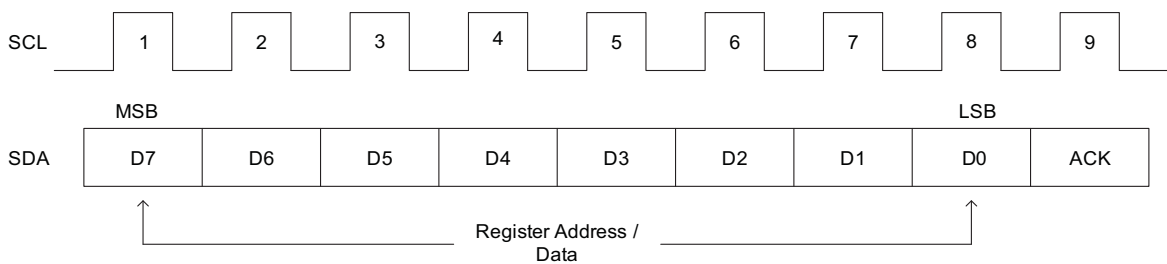 SCL 1 2 3 4 5 6 7 8 9
MSB LSB
SDA D7 D6 D5 D4 D3 D2 D1 D0 ACK
Register Address /
Data